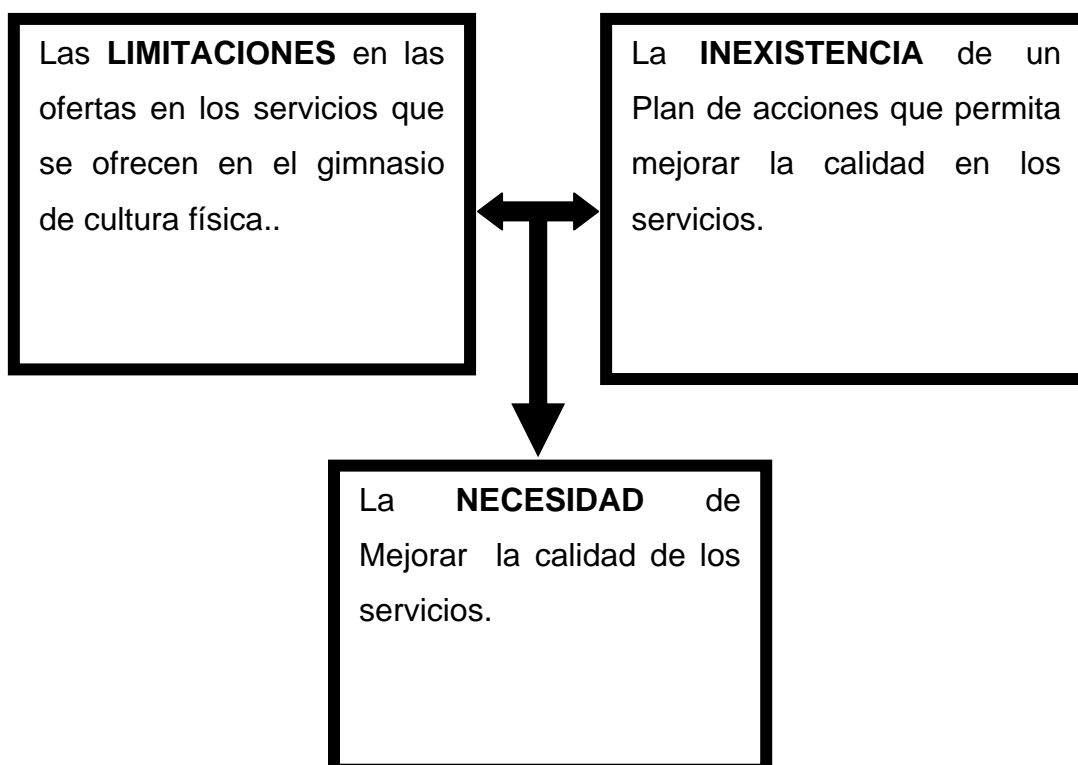 Las LIMITACIONES en las
ofertas en los servicios que
se ofrecen en el gimnasio
de cultura física..
La INEXISTENCIA de un
Plan de acciones que permita
mejorar la calidad en los
servicios.
La NECESIDAD de
Mejorar la calidad de los
servicios.